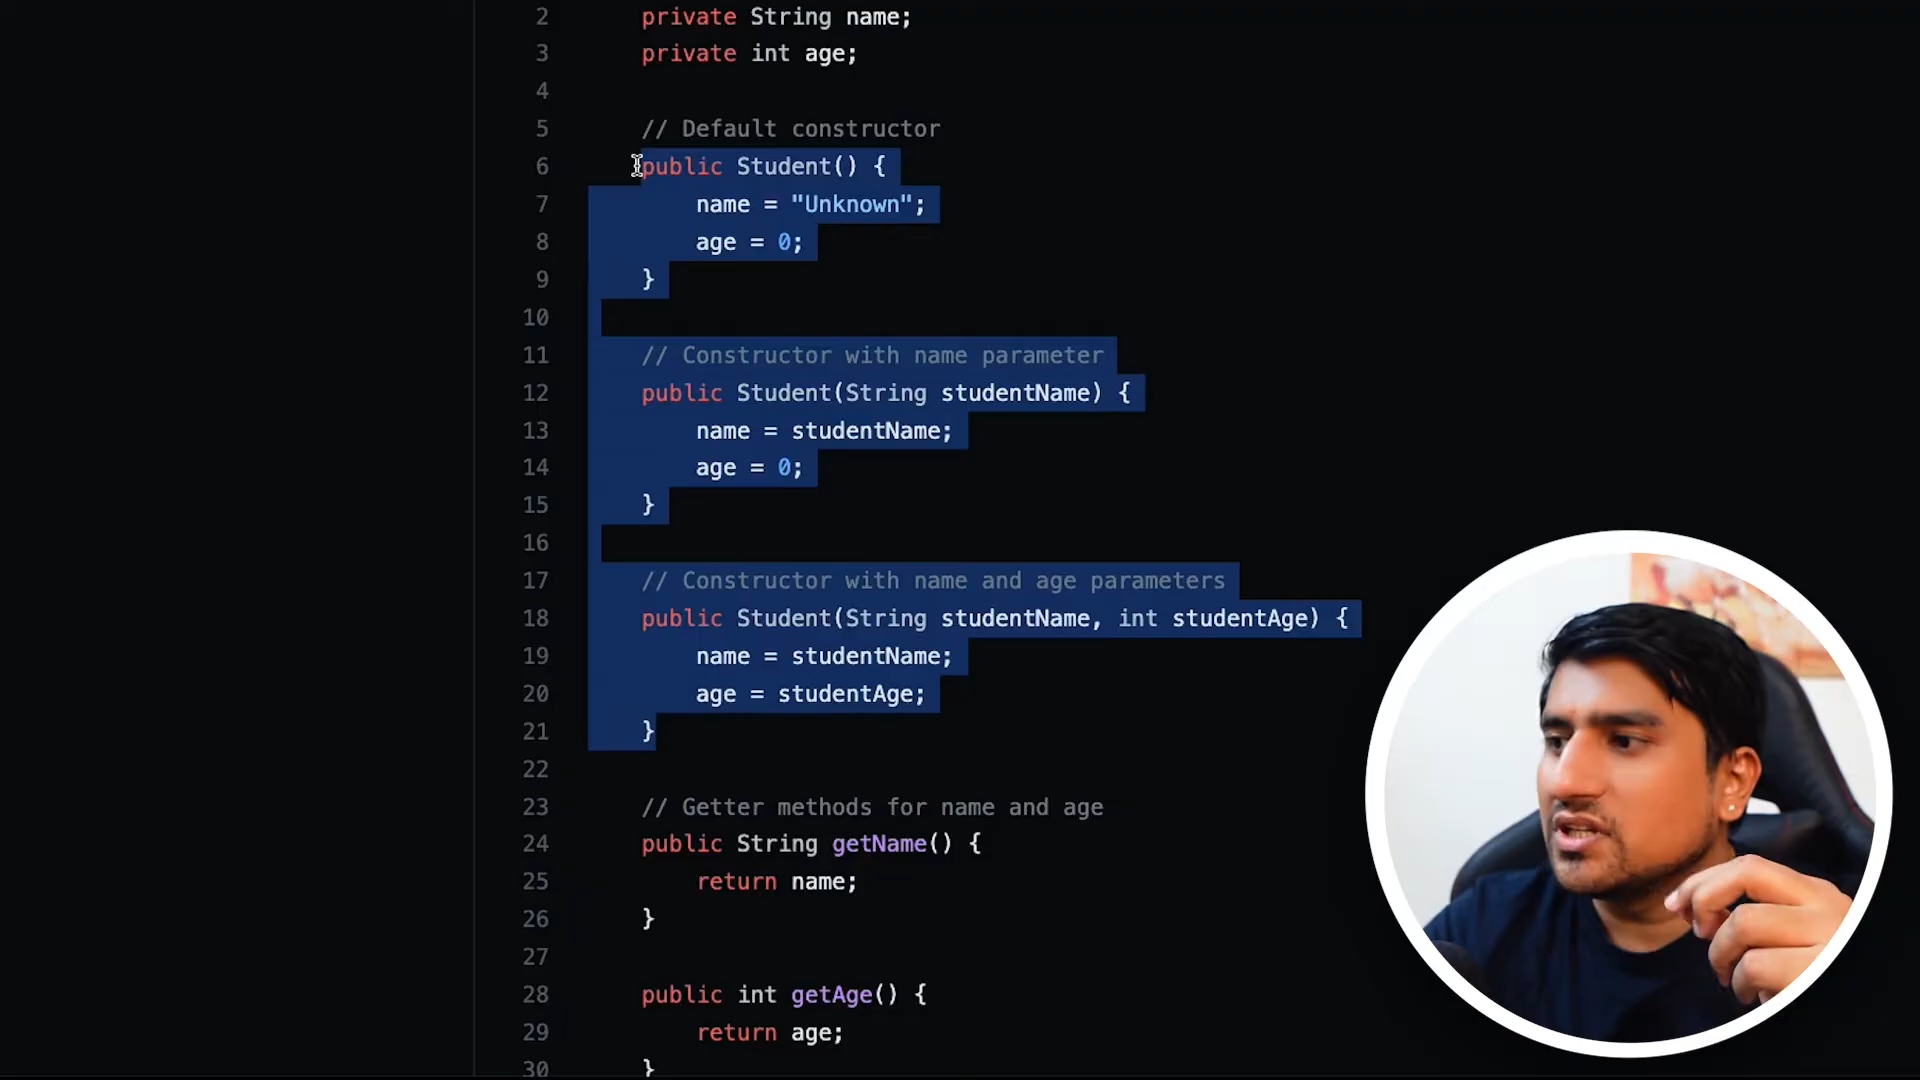 2 private String name;
3 private int age;
4
5 // Default constructor
6 public Student() {
7 name = "Unknown";
8 age = 0;
9 }
10
11 // Constructor with name parameter
12 public Student(String studentName) {
13 name = studentName;
14 age = 0;
15 }
16
17 // Constructor with name and age parameters
18 public Student(String studentName, int studentAge) {
19 name = studentName;
20 age = studentAge;
21 }
22
23 // Getter methods for name and age
24 public String getName() {
25 return name;
26 }
27
28 public int getAge() {
29 return age;
30 }